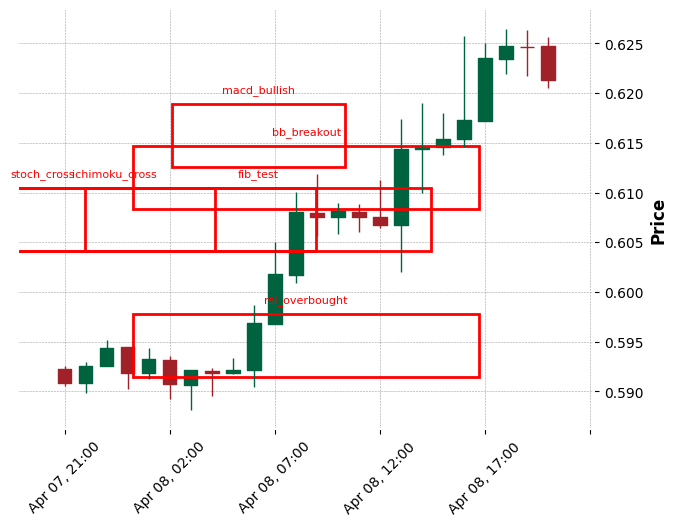 macd_bullish
bb_breakout
stoch_cross
ichimoku_cross
fib_test
rsi_overbought
0.625
0.620
0.615
0.610
0.605
0.600
0.595
0.590
Price
Apr 07, 21:00
Apr 08, 02:00
Apr 08, 07:00
Apr 08, 12:00
Apr 08, 17:00